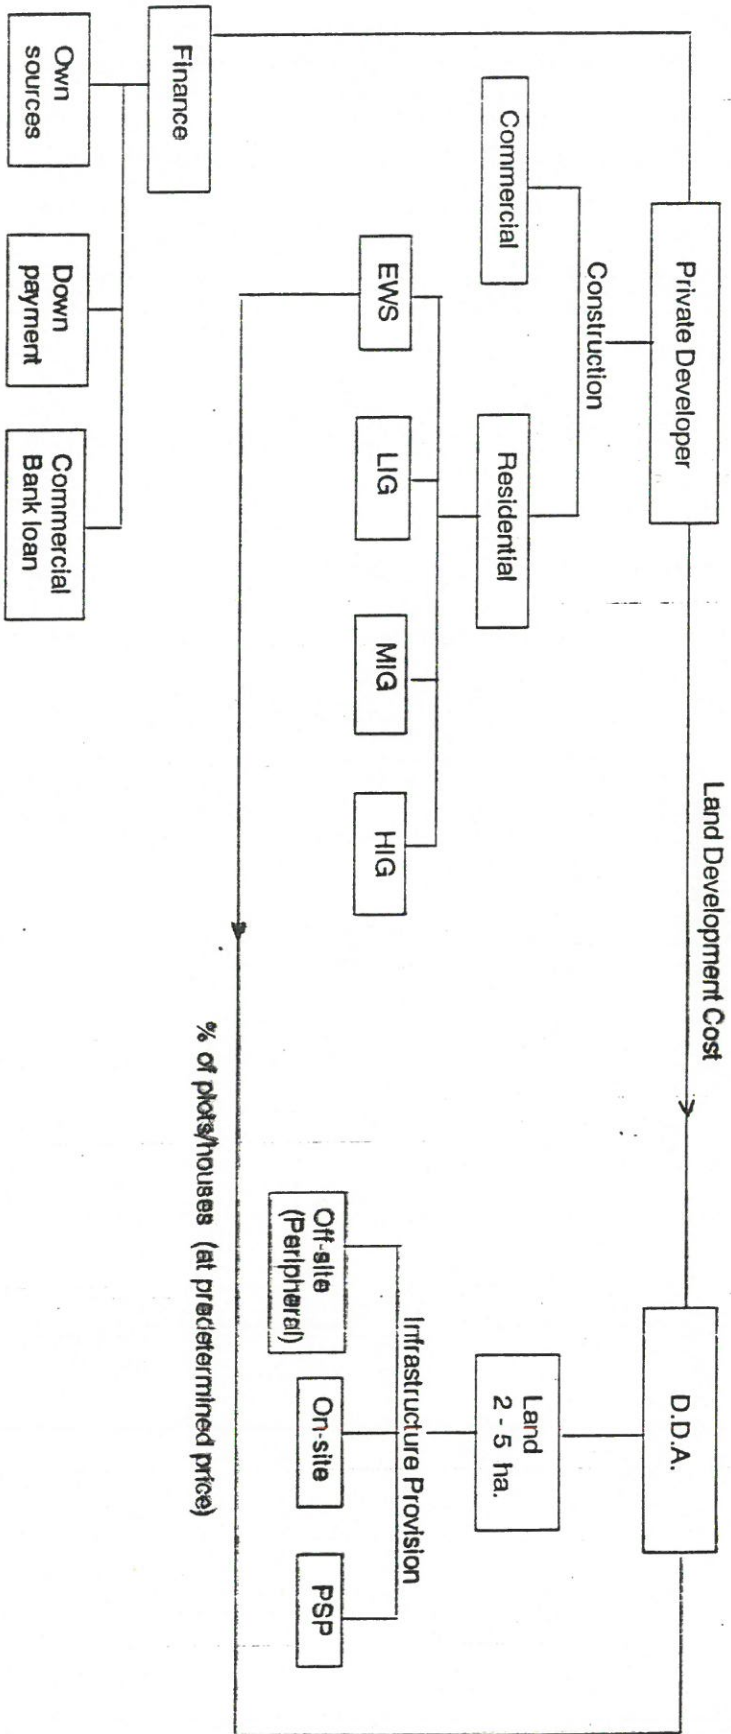 Private Developer
Land Development Cost
D.D.A.
Construction
Commercial
Residential
Land
2 - 5 ha.
Infrastructure Provision
EWS
LIG
MIG
HIG
Off-site
(Peripheral)
On-site
PSP
% of plots/houses (at predetermined price)
Finance
Own
sources
Down
payment
Commercial
Bank loan